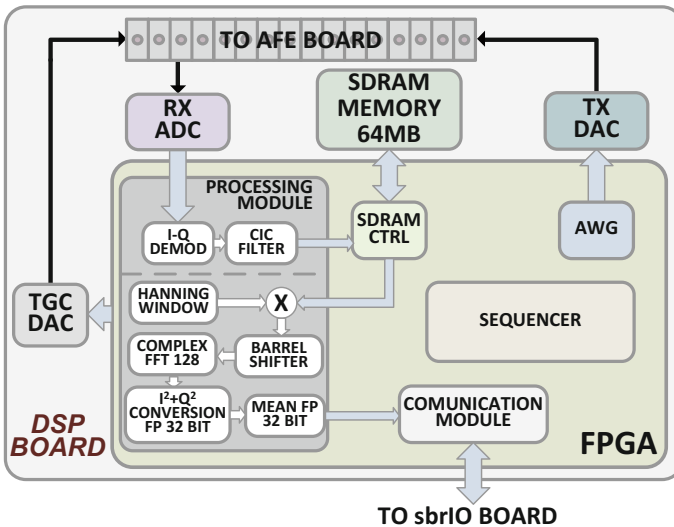 TO AFE BOARD
RX
ADC
SDRAM
MEMORY
64MB
TX
DAC
PROCESSING
MODULE
I-Q
DEMOD
CIC
FILTER
SDRAM
CTRL
AWG
TGC
DAC
HANNING
WINDOW
X
SEQUENCER
COMPLEX
FFT 128
BARREL
SHIFTER
I²+Q²
CONVERSION
FP 32 BIT
MEAN FP
32 BIT
COMUNICATION
MODULE
DSP
BOARD
FPGA
TO sbrIO BOARD